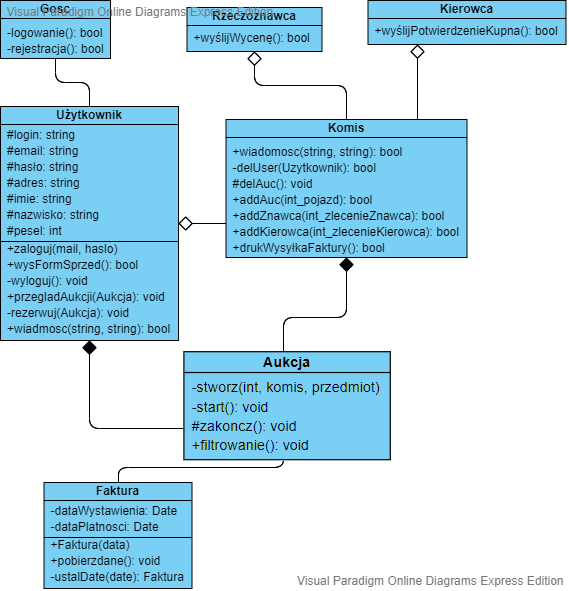 Visual Paradigm Online Diagrams Express Edition
Gosc
-logowanie(): bool
-rejestracja(): bool
Rzeczoznawca
+wyślijWycenę(): bool
Kierowca
+wyślijPotwierdzenieKupna(): bool
Użytkownik
#login: string
#email: string
#hasło: string
#adres: string
#imie: string
#nazwisko: string
#pesel: int
+zaloguj(mail, haslo)
+wysFormSprzed(): bool
-wyloguj(): void
+przegladAukcji(Aukcja): void
-rezerwuj(Aukcja): void
+wiadmosc(string, string): bool
Komis
+wiadomosc(string, string): bool
-delUser(Uzytkownik): bool
#delAuc(): void
+addAuc(int_pojazd): bool
+addZnawca(int_zlecenieZnawca): bool
+addKierowca(int_zlecenieKierowca): bool
+drukWysyłkaFaktury(): bool
Aukcja
-stworz(int, komis, przedmiot)
-start(): void
#zakoncz(): void
+filtrowanie(): void
Faktura
-dataWystawienia: Date
-dataPlatnosci: Date
+Faktura(data)
+pobierzdane(): void
-ustalDate(date): Faktura
Visual Paradigm Online Diagrams Express Edition